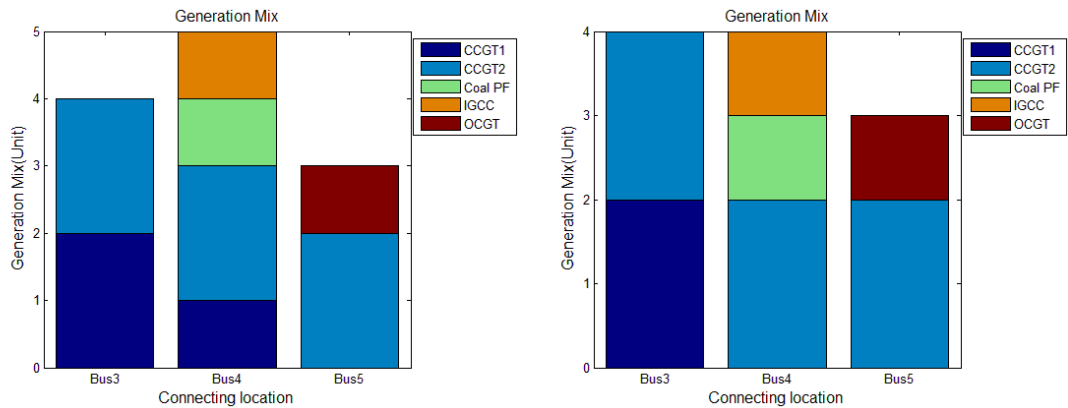 Generation Mix
5
4
3
2
1
0
Generation Mix(Unit)
Bus3 Bus4 Bus5
Connecting location
CCGT1
CCGT2
Coal PF
IGCC
OCGT
Generation Mix
4
3
2
1
0
Generation Mix(Unit)
Bus3 Bus4 Bus5
Connecting location
CCGT1
CCGT2
Coal PF
IGCC
OCGT